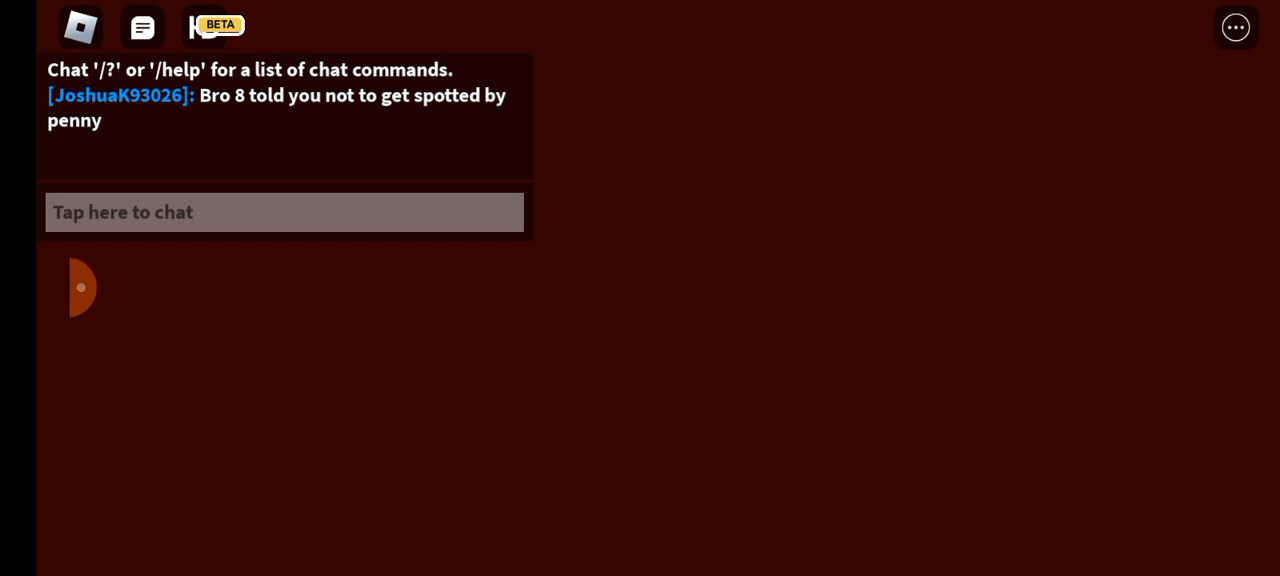 BETA
Chat '/?' or '/help' for a list of chat commands.
[JoshuaK93026]: Bro 8 told you not to get spotted by
penny
Tap here to chat